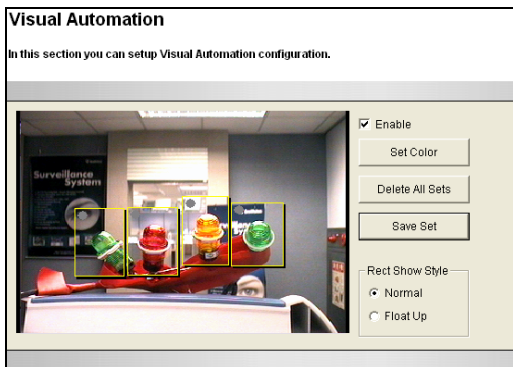 Visual Automation
In this section you can setup Visual Automation configuration.
Enable
Set Color
Delete All Sets
Save Set
Rect Show Style
Normal
Float Up
Surveillance
System